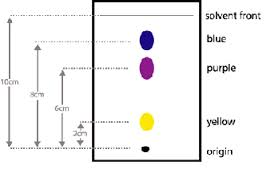 solvent front
blue
purple
yellow
origin
10cm
8cm
6cm
2cm